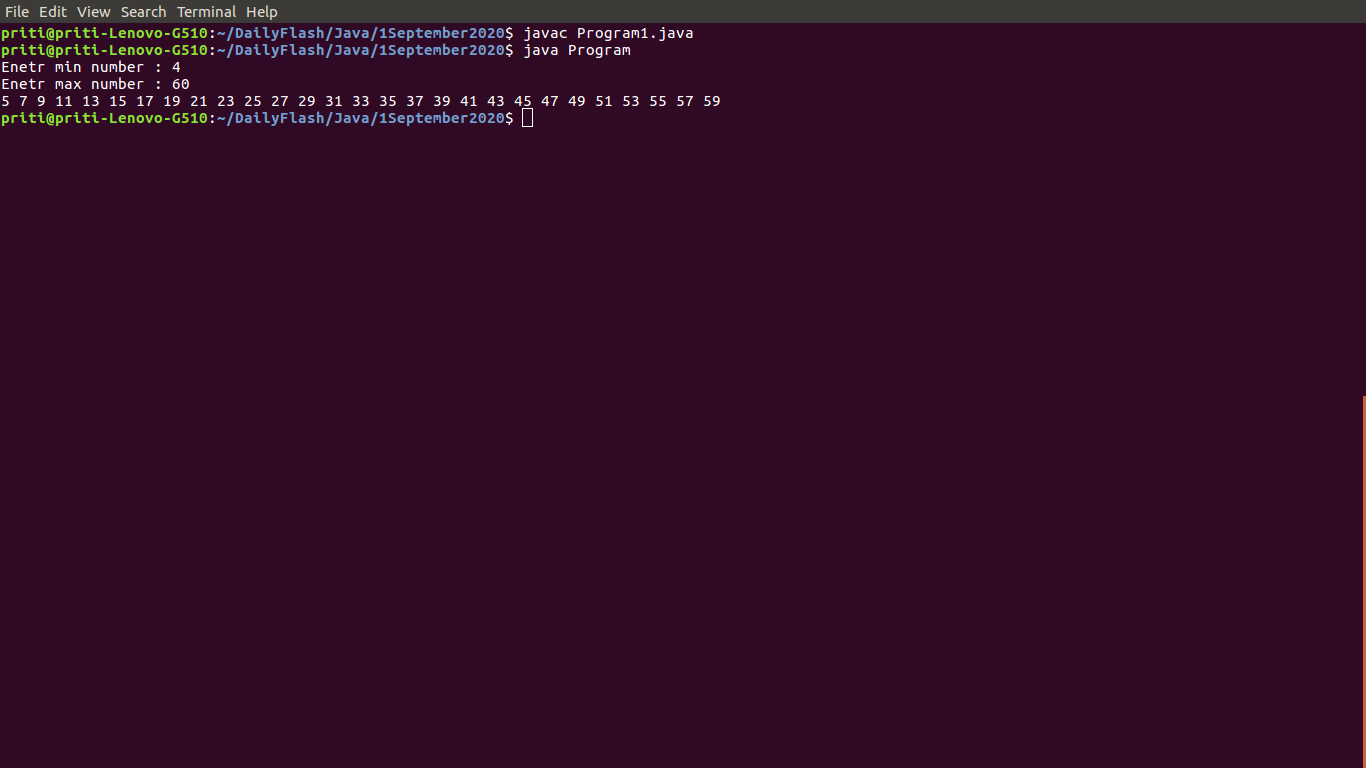 File Edit View Search Terminal Help
priti@priti-Lenovo-G510:~/DailyFlash/Java/1September2020$ javac Program1.java
priti@priti-Lenovo-G510:~/DailyFlash/Java/1September2020$ java Program
Enetr min number : 4
Enetr max number : 60
5 7 9 11 13 15 17 19 21 23 25 27 29 31 33 35 37 39 41 43 45 47 49 51 53 55 57 59
priti@priti-Lenovo-G510:~/DailyFlash/Java/1September2020$